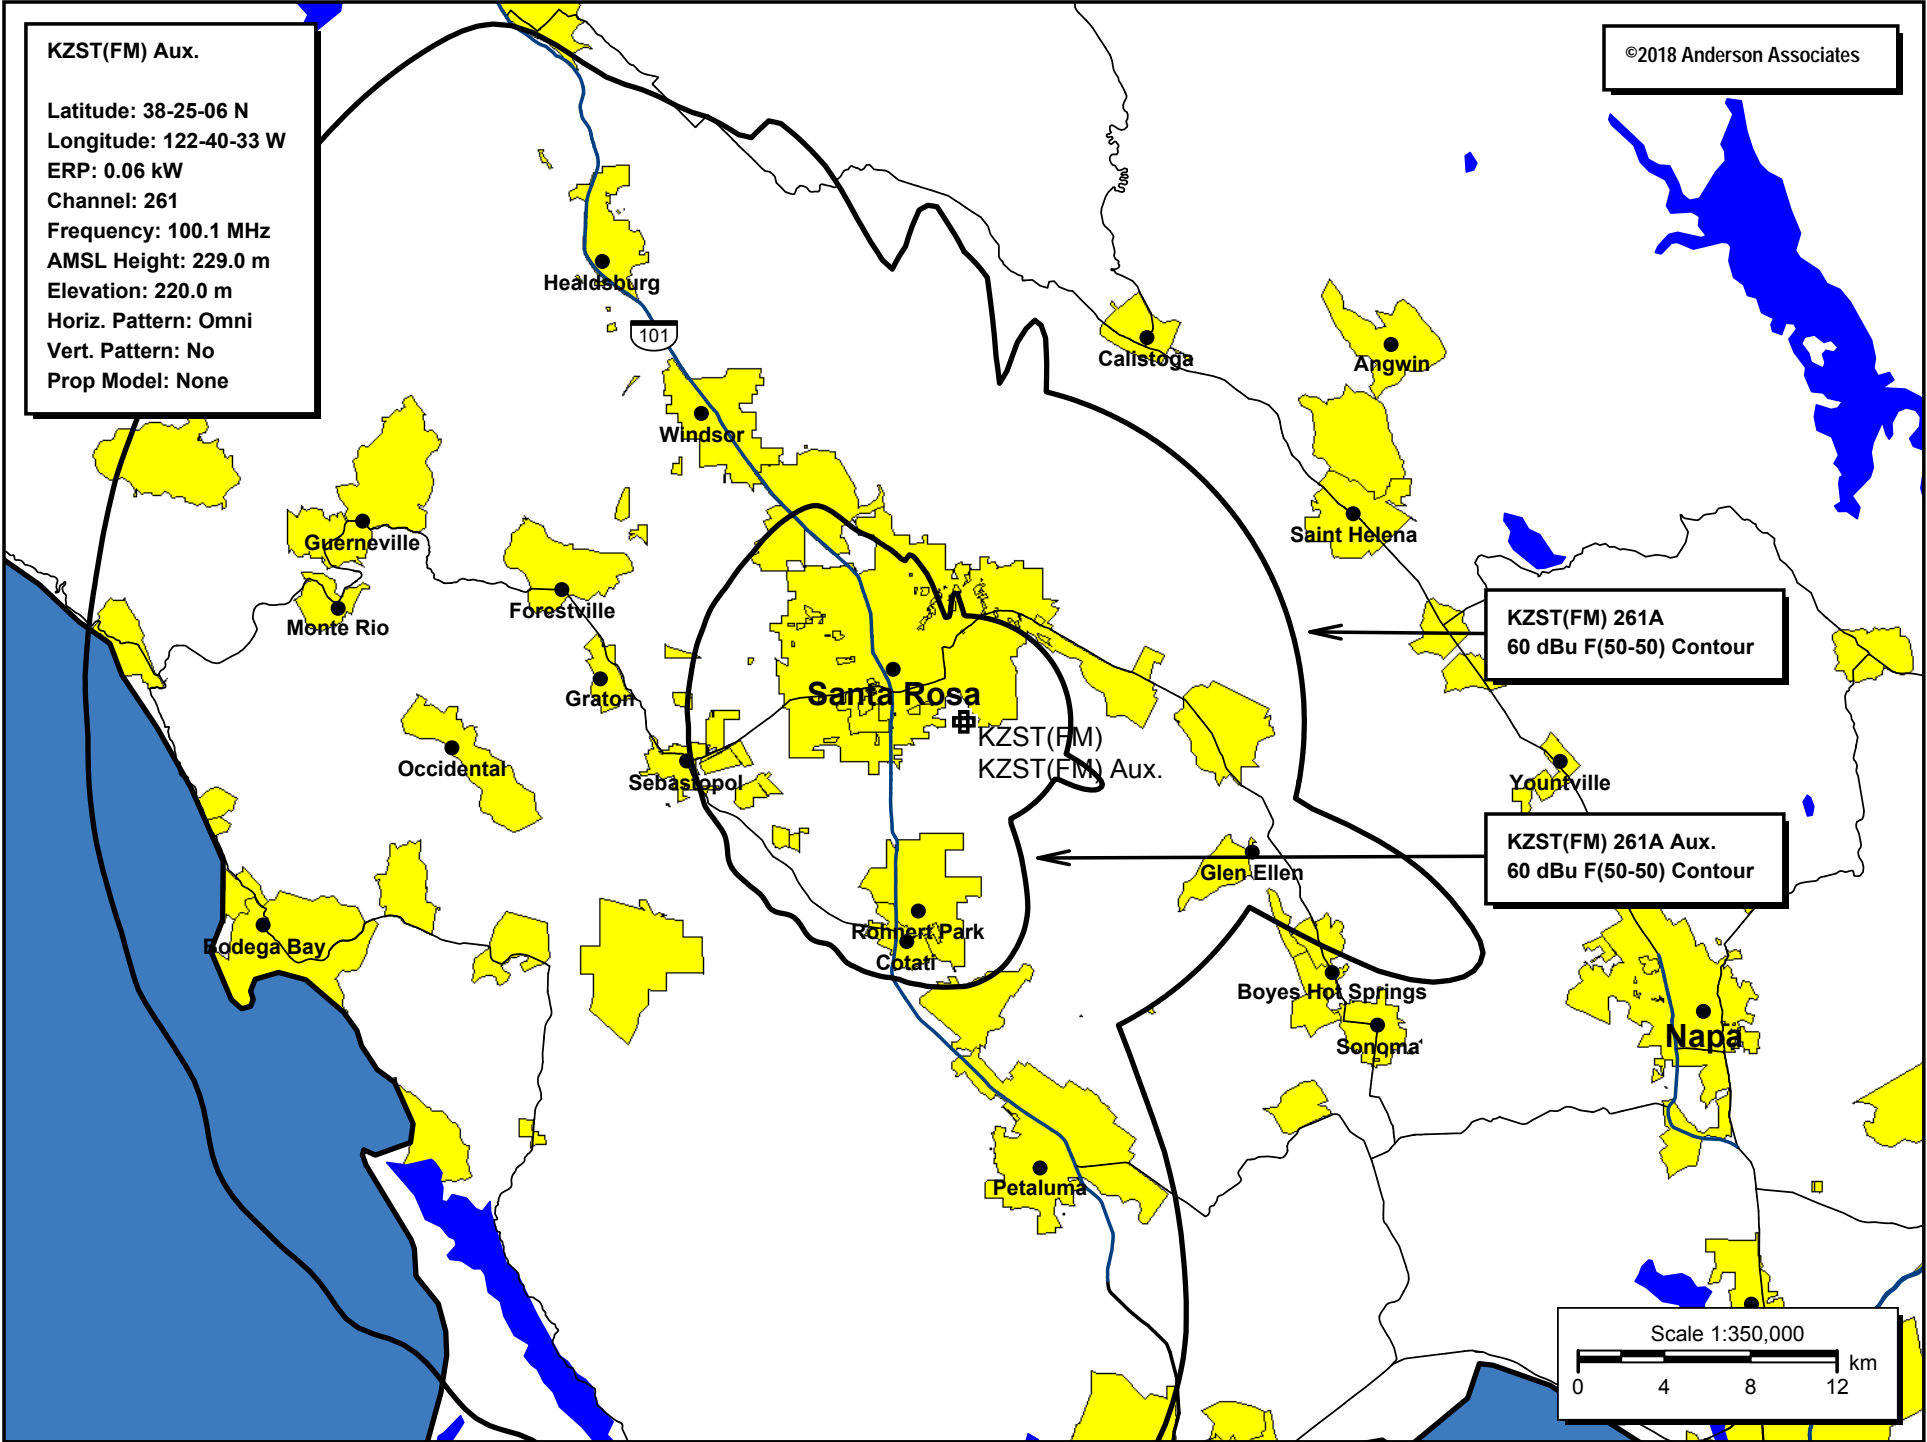 KZST(FM) Aux.
Latitude: 38-25-06 N
Longitude: 122-40-33 W
ERP: 0.06 kW
Channel: 261
Frequency: 100.1 MHz
AMSL Height: 229.0 m
Elevation: 220.0 m
Horiz. Pattern: Omni
Vert. Pattern: No
Prop Model: None
©2018 Anderson Associates
Healdsburg
101
Calistoga
Angwin
Windsor
Saint Helena
Guerneville
Forestville
Monte Rio
KZST(FM) 261A
60 dBu F(50-50) Contour
Graton
Santa Rosa
KZST(FM)
KZST(FM) Aux.
Occidental
Sebastopol
Yountville
KZST(FM) 261A Aux.
60 dBu F(50-50) Contour
Glen Ellen
Rohnert Park
Bodega Bay
Cotati
Boyes Hot Springs
Sonoma
Napa
Petaluma
Scale 1:350,000
km
0 4 8 12